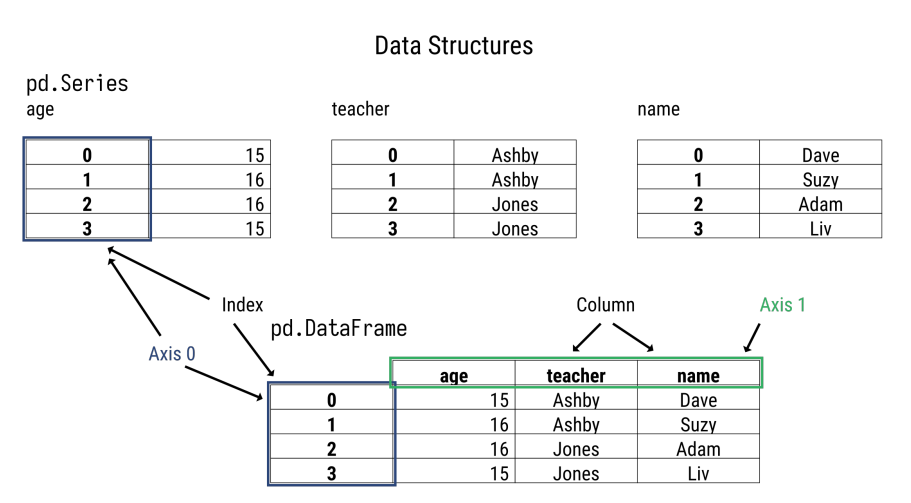 Data Structures
pd.Series
age teacher name
0 15 0 Ashby 0 Dave
1 16 1 Ashby 1 Suzy
2 16 2 Jones 2 Adam
3 15 3 Jones 3 Liv
Index Column Axis 1
pd.DataFrame
Axis 0
age teacher name
0 15 Ashby Dave
1 16 Ashby Suzy
2 16 Jones Adam
3 15 Jones Liv